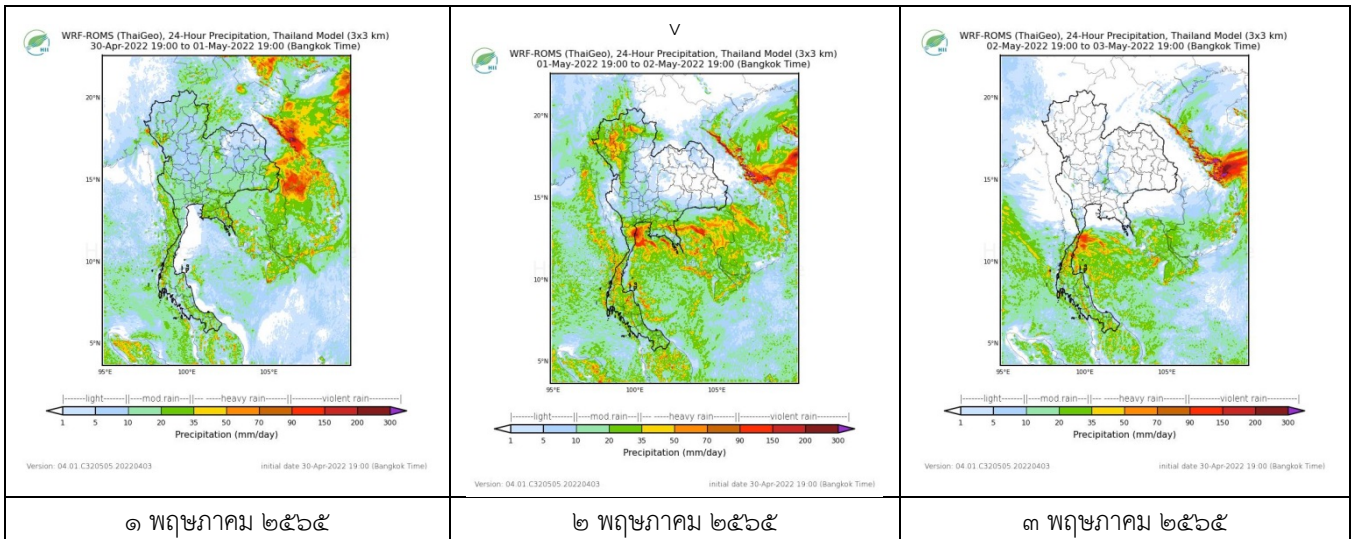 WRF-ROMS (ThaiGeo), 24-Hour Precipitation, Thailand Model (3x3 km)
30-Apr-2022 19:00 to 01-May-2022 19:00 (Bangkok Time)
HII
20°N
15°N
10°N
5°N
95°E 100°E 105°E
|------light-------||----mod.rain---||--- -----heavy rain-----||-----------violent rain----------|
1 5 10 20 35 50 70 90 150 200 300
Precipitation (mm/day)
Version: 04.01.C320505.20220403 initial date 30-Apr-2022 19:00 (Bangkok Time)
๑ พฤษภาคม ๒๕๖๕
v
WRF-ROMS (ThaiGeo), 24-Hour Precipitation, Thailand Model (3x3 km)
01-May-2022 19:00 to 02-May-2022 19:00 (Bangkok Time)
HII
20°N
15°N
10°N
5°N
95°E 100°E 105°E
|------light-------||----mod.rain---||--- -----heavy rain-----||-----------violent rain----------|
1 5 10 20 35 50 70 90 150 200 300
Precipitation (mm/day)
Version: 04.01.C320505.20220403 initial date 30-Apr-2022 19:00 (Bangkok Time)
๒ พฤษภาคม ๒๕๖๕
WRF-ROMS (ThaiGeo), 24-Hour Precipitation, Thailand Model (3x3 km)
02-May-2022 19:00 to 03-May-2022 19:00 (Bangkok Time)
HII
20°N
15°N
10°N
5°N
95°E 100°E 105°E
|------light-------||----mod.rain---||--- -----heavy rain-----||-----------violent rain----------|
1 5 10 20 35 50 70 90 150 200 300
Precipitation (mm/day)
Version: 04.01.C320505.20220403 initial date 30-Apr-2022 19:00 (Bangkok Time)
๓ พฤษภาคม ๒๕๖๕